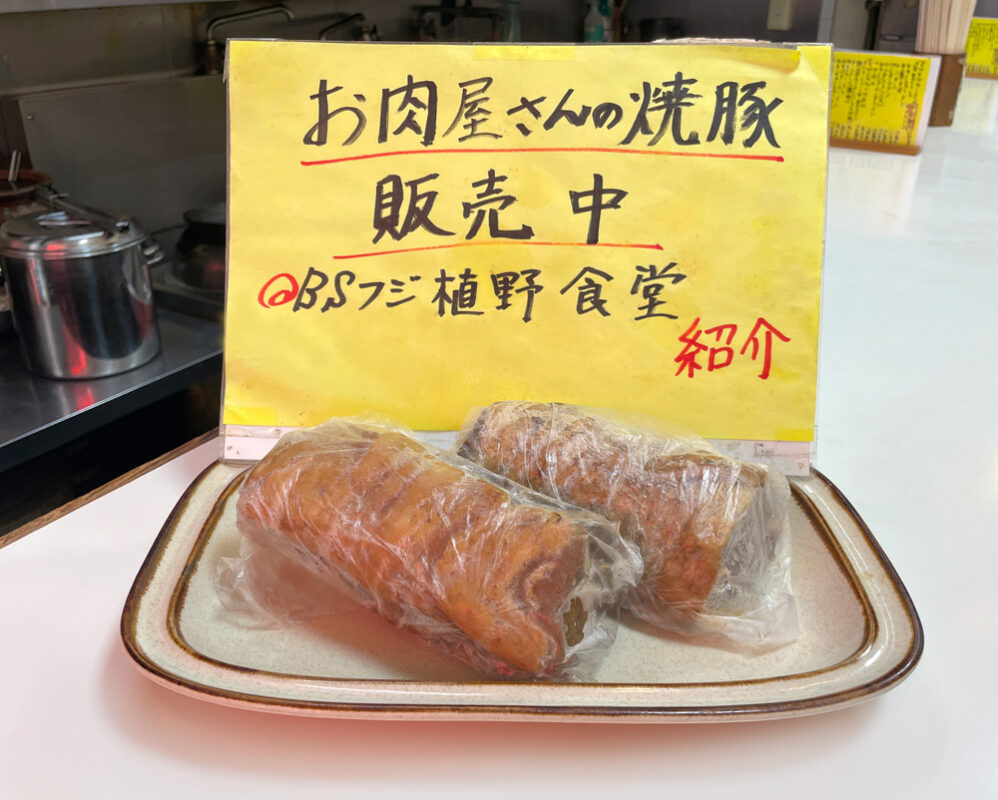 お肉屋さんの焼豚
販売中
@BSフジ植野食堂
紹介